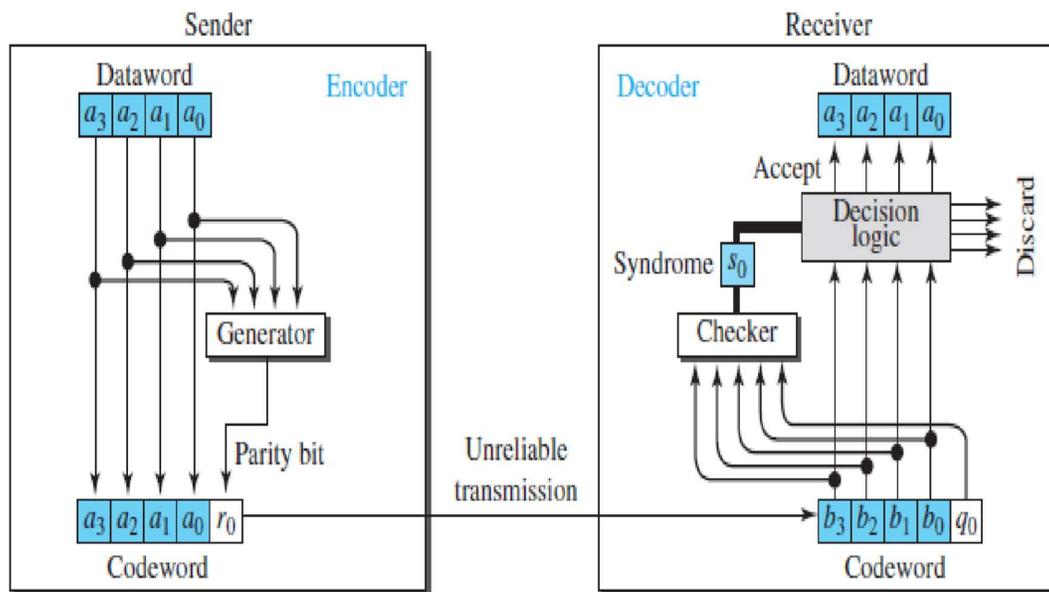 Sender
Dataword
Encoder
a3 a2 a1 a0
Generator
Parity bit
a3 a2 a1 a0 r0
Codeword
Unreliable
transmission
Receiver
Dataword
Decoder
a3 a2 a1 a0
Accept
Decision
logic
Discard
Syndrome s0
Checker
b3 b2 b1 b0 q0
Codeword